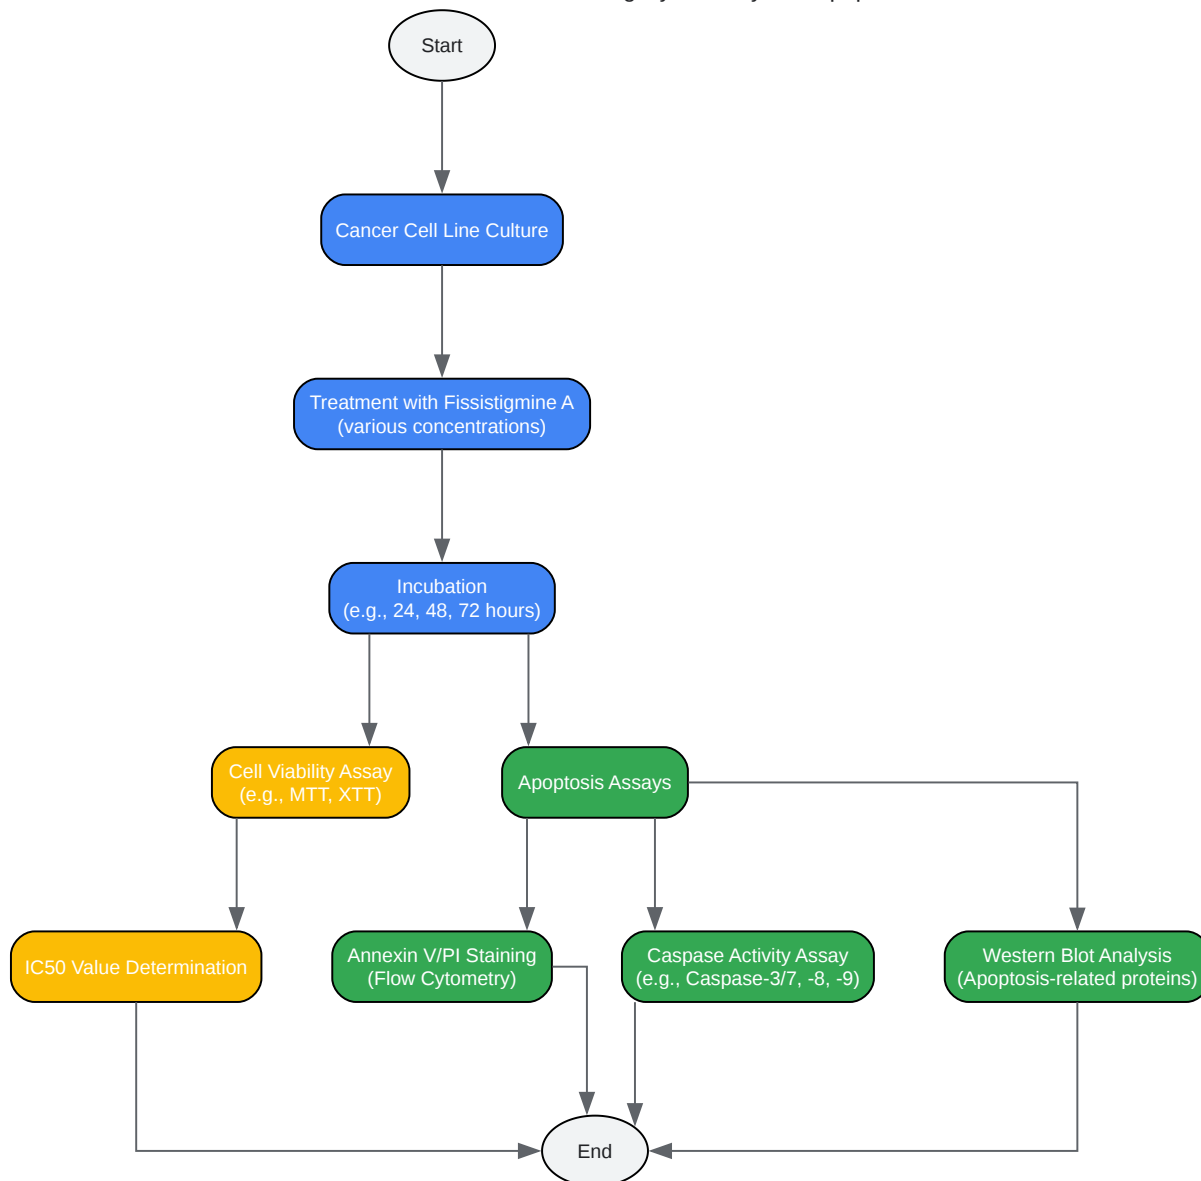 Start
Cancer Cell Line Culture
Treatment with Fissistigmine A
(various concentrations)
Incubation
(e.g., 24, 48, 72 hours)
Cell Viability Assay
(e.g., MTT, XTT)
Apoptosis Assays
IC50 Value Determination
Annexin V/PI Staining
(Flow Cytometry)
Caspase Activity Assay
(e.g., Caspase-3/7, -8, -9)
Western Blot Analysis
(Apoptosis-related proteins)
End